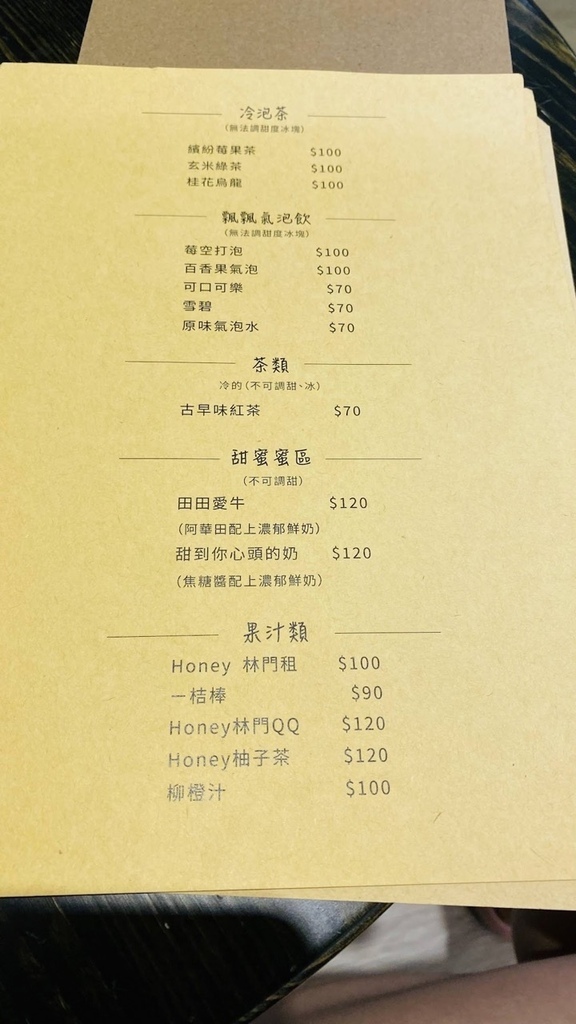 冷泡茶
(無法調甜度冰塊)
繽紛莓果茶 $100
玄米綠茶 $100
桂花烏龍 $100
飄飄氣泡飲
(無法調甜度冰塊)
莓空打泡 $100
百香果氣泡 $100
可口可樂 $70
雪碧 $70
原味氣泡水 $70
茶類
冷的(不可調甜、冰)
古早味紅茶 $70
甜蜜蜜區
(不可調甜)
田田愛牛 $120
(阿華田配上濃郁鮮奶)
甜到你心頭的奶 $120
(焦糖醬配上濃郁鮮奶)
果汁類
Honey 林門租 $100
一桔棒 $90
Honey林門QQ $120
Honey柚子茶 $120
柳橙汁 $100